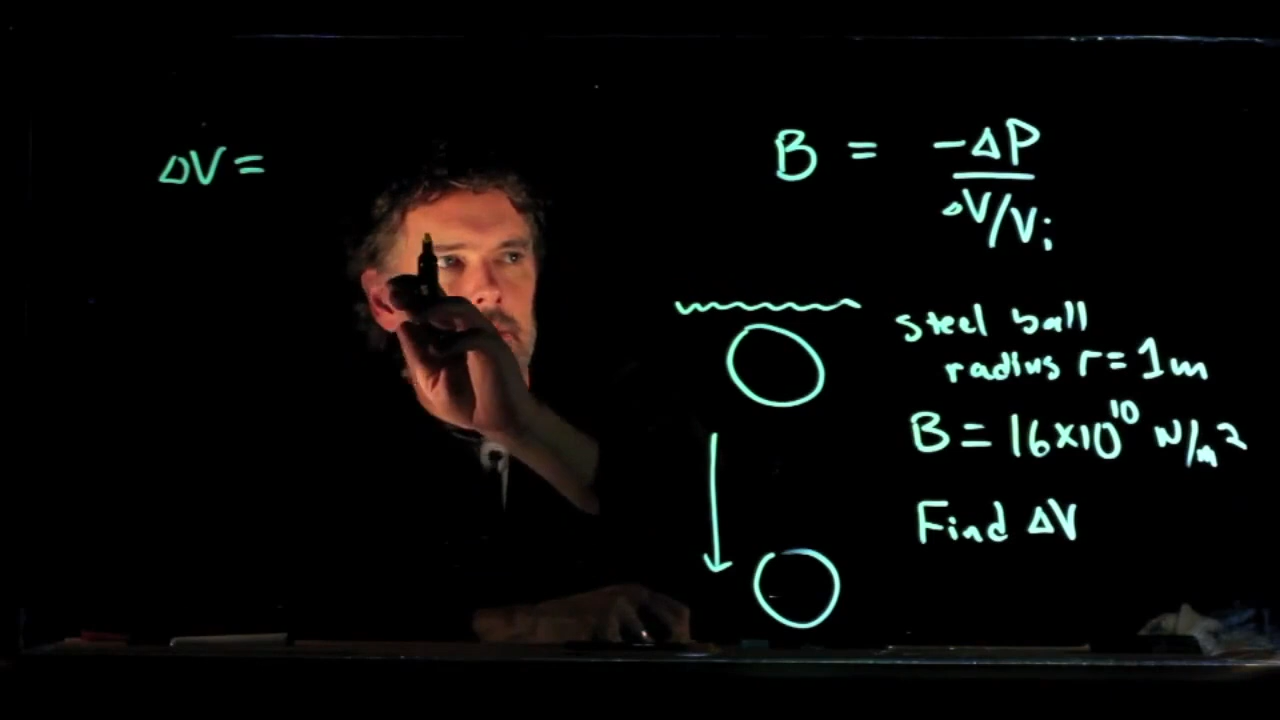 ΔV =
B = -ΔP / ΔV/Vi
steel ball
radius r = 1m
B = 16×10¹⁰ N/m²
Find ΔV